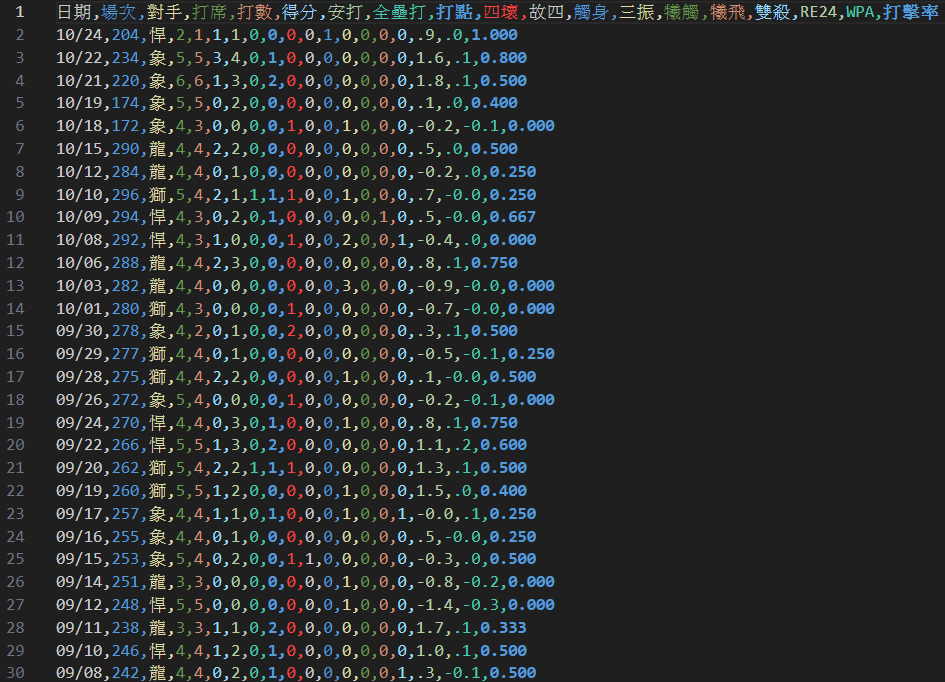 1 日期,場次,對手,打席,打數,得分,安打,全壘打,打點,四壞,故四,觸身,三振,犧觸,犧飛,雙殺,RE24,WPA,打擊率
2 10/24,204,悍,2,1,1,1,0,0,0,0,1,0,0,0,0,.9,.0,1.000
3 10/22,234,象,5,5,3,4,0,1,0,0,0,0,0,0,0,1.6,.1,0.800
4 10/21,220,象,6,6,1,3,0,2,0,0,0,0,0,0,0,1.8,.1,0.500
5 10/19,174,象,5,5,0,2,0,0,0,0,0,0,0,0,0,.1,.0,0.400
6 10/18,172,象,4,3,0,0,0,0,1,0,0,1,0,0,0,-0.2,-0.1,0.000
7 10/15,290,龍,4,4,2,2,0,0,0,0,0,0,0,0,0,.5,.0,0.500
8 10/12,284,龍,4,4,0,1,0,0,0,0,0,0,0,0,0,-0.2,.0,0.250
9 10/10,296,獅,5,4,2,1,1,1,1,0,0,1,0,0,0,.7,-0.0,0.250
10 10/09,294,悍,4,3,0,2,0,1,0,0,0,0,0,1,0,.5,-0.0,0.667
11 10/08,292,悍,4,3,1,0,0,0,1,0,0,2,0,0,1,-0.4,.0,0.000
12 10/06,288,龍,4,4,2,3,0,0,0,0,0,0,0,0,0,.8,.1,0.750
13 10/03,282,龍,4,4,0,0,0,0,0,0,0,3,0,0,0,-0.9,-0.0,0.000
14 10/01,280,獅,4,3,0,0,0,0,1,0,0,0,0,0,0,-0.7,-0.0,0.000
15 09/30,278,象,4,2,0,1,0,0,2,0,0,0,0,0,0,.3,.1,0.500
16 09/29,277,獅,4,4,0,1,0,0,0,0,0,0,0,0,0,-0.5,-0.1,0.250
17 09/28,275,獅,4,4,2,2,0,0,0,0,0,1,0,0,0,.1,-0.0,0.500
18 09/26,272,象,5,4,0,0,0,0,1,0,0,0,0,0,0,-0.2,-0.1,0.000
19 09/24,270,悍,4,4,0,3,0,1,0,0,0,1,0,0,0,.8,.1,0.750
20 09/22,266,悍,5,5,1,3,0,2,0,0,0,0,0,0,0,1.1,.2,0.600
21 09/20,262,獅,5,4,2,2,1,1,1,0,0,0,0,0,0,1.3,.1,0.500
22 09/19,260,獅,5,5,1,2,0,0,0,0,0,1,0,0,0,1.5,.0,0.400
23 09/17,257,象,4,4,1,1,0,1,0,0,0,1,0,0,1,-0.0,.1,0.250
24 09/16,255,象,4,4,0,1,0,0,0,0,0,0,0,0,0,.5,-0.0,0.250
25 09/15,253,象,5,4,0,2,0,0,1,1,0,0,0,0,0,-0.3,.0,0.500
26 09/14,251,龍,3,3,0,0,0,0,0,0,0,1,0,0,0,-0.8,-0.2,0.000
27 09/12,248,悍,5,5,0,0,0,0,0,0,0,1,0,0,0,-1.4,-0.3,0.000
28 09/11,238,龍,3,3,1,1,0,2,0,0,0,0,0,0,0,1.7,.1,0.333
29 09/10,246,悍,4,4,1,2,0,1,0,0,0,0,0,0,0,1.0,.1,0.500
30 09/08,242,龍,4,4,0,2,0,1,0,0,0,0,0,0,1,.3,-0.1,0.500